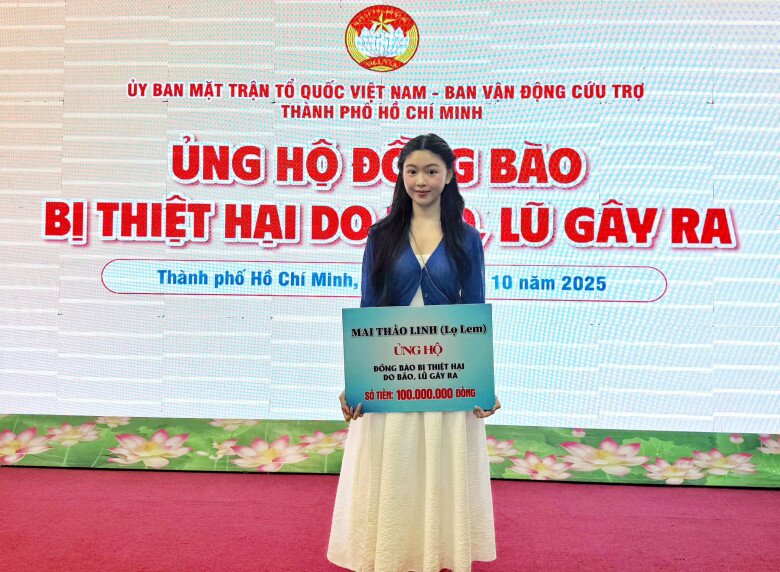 ỦY BAN MẶT TRẬN TỔ QUỐC VIỆT NAM - BAN VẬN ĐỘNG CỨU TRỢ
THÀNH PHỐ HỒ CHÍ MINH
ỦNG HỘ ĐỒNG BÀO
BỊ THIỆT HẠI DO LŨ GÂY RA
Thành phố Hồ Chí Minh, 10 năm 2025
MAI THẢO LINH (Lọ Lem)
ỦNG HỘ
ĐỒNG BÀO BỊ THIỆT HẠI
DO BÃO, LŨ GÂY RA
SỐ TIỀN: 100.000.000 ĐỒNG